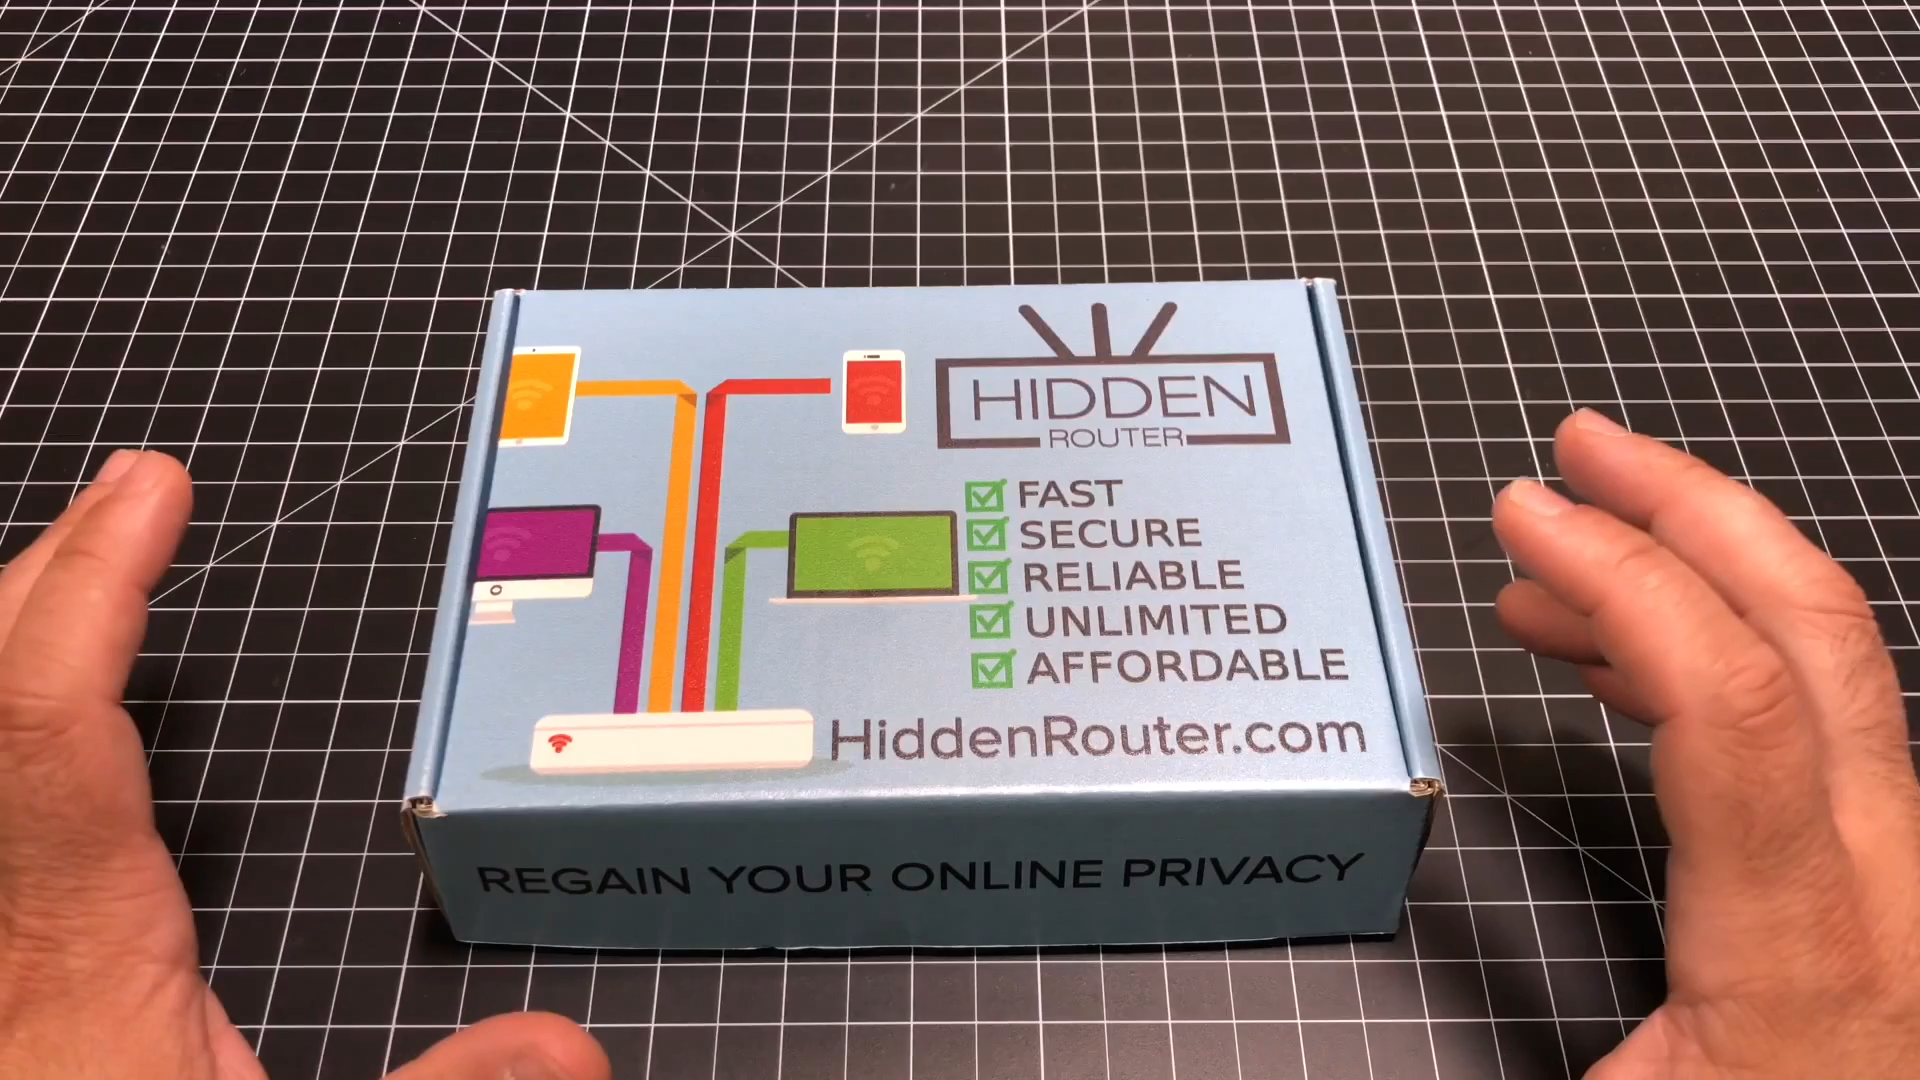 HIDDEN
ROUTER
FAST
SECURE
RELIABLE
UNLIMITED
AFFORDABLE
HiddenRouter.com
REGAIN YOUR ONLINE PRIVACY